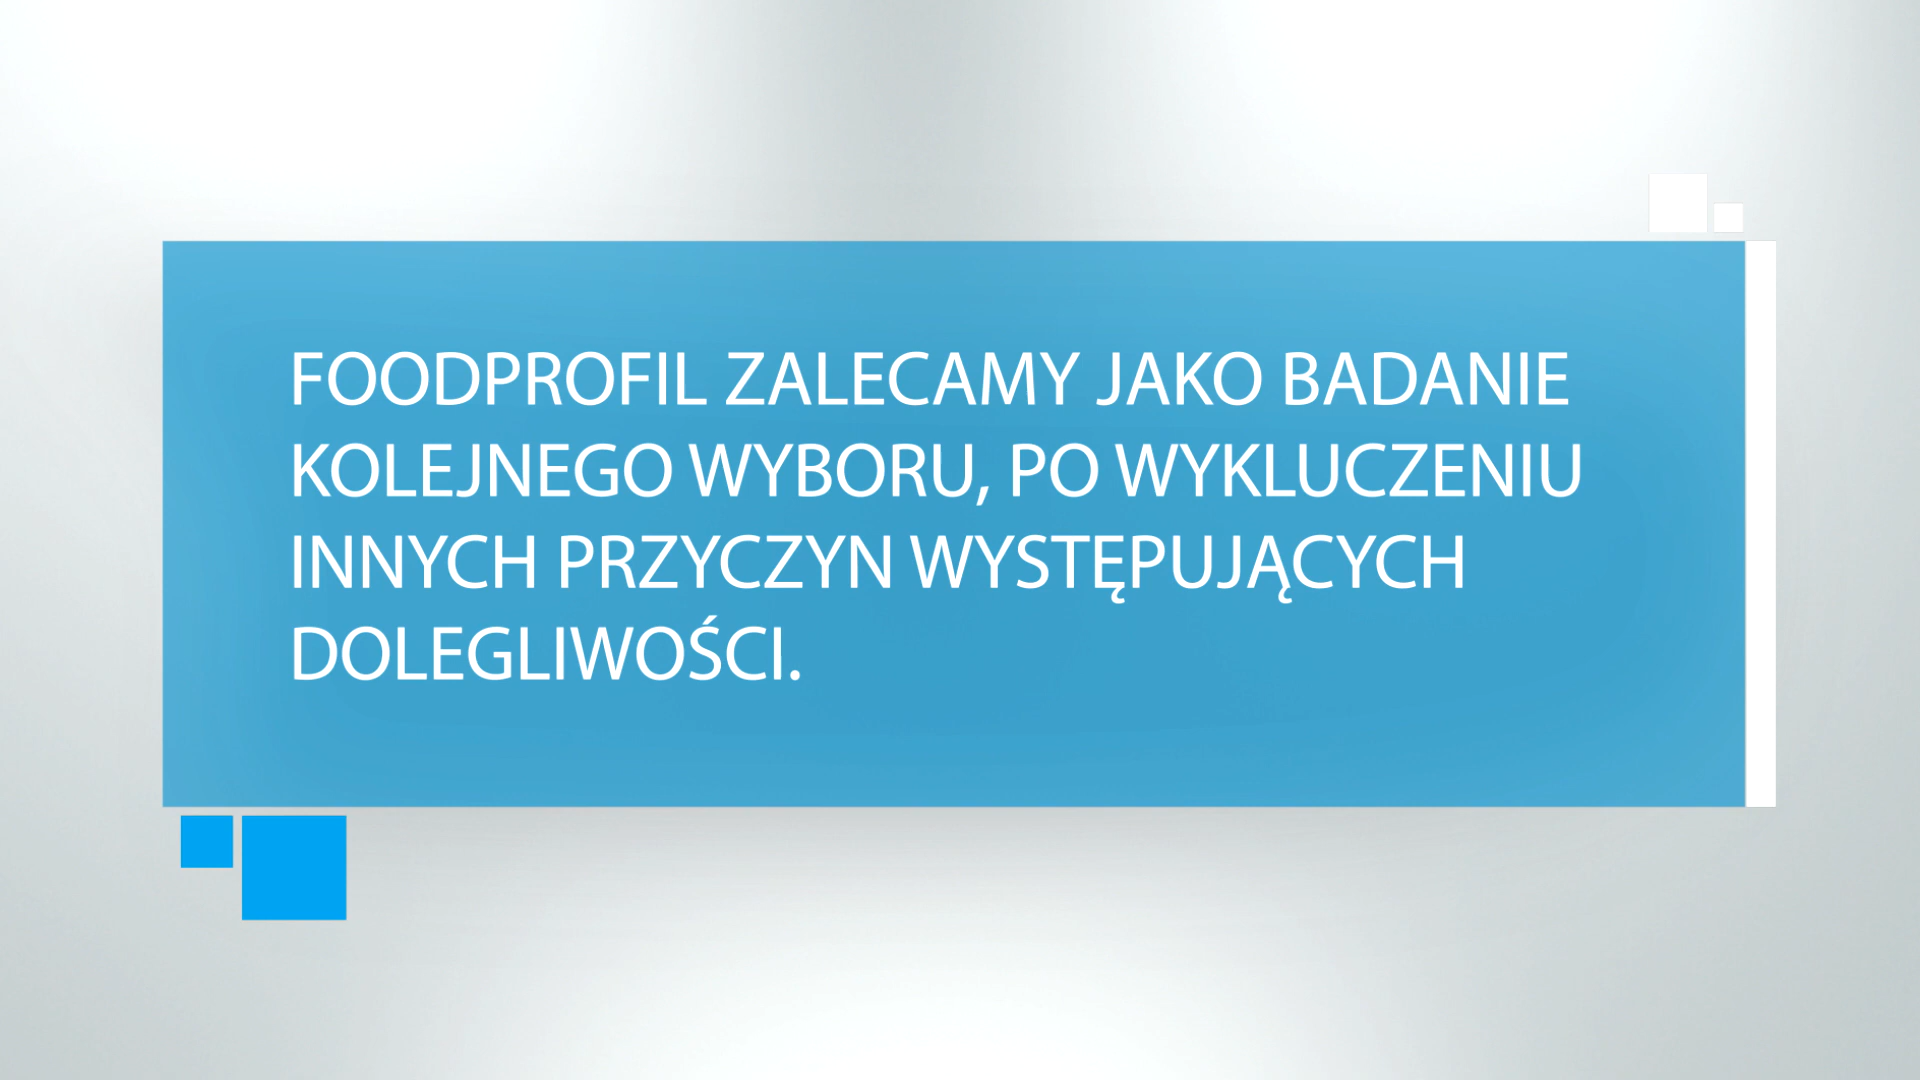 FOODPROFIL ZALECAMY JAKO BADANIE
KOLEJNEGO WYBORU, PO WYKLUCZENIU
INNYCH PRZYCZYN WYSTĘPUJĄCYCH
DOLEGLIWOŚCI.